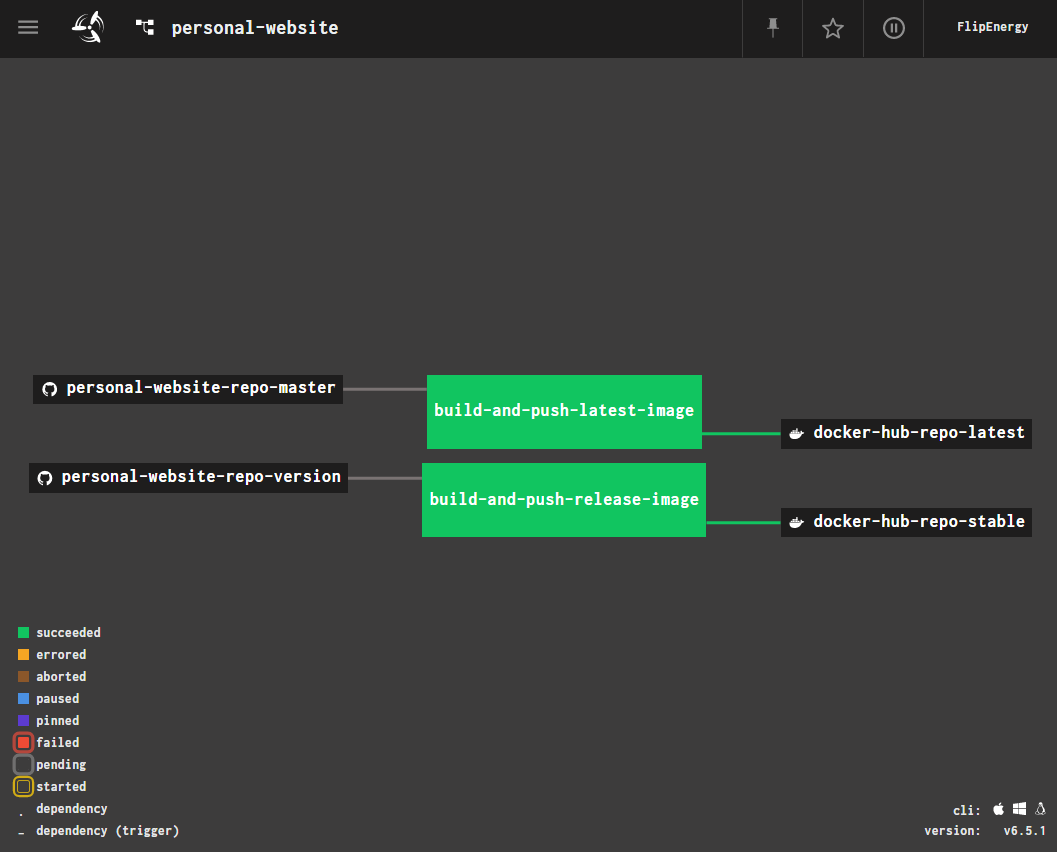 personal-website
FlipEnergy
personal-website-repo-master
build-and-push-latest-image
docker-hub-repo-latest
personal-website-repo-version
build-and-push-release-image
docker-hub-repo-stable
succeeded
errored
aborted
paused
pinned
failed
pending
started
dependency
dependency (trigger)
cli:
version: v6.5.1